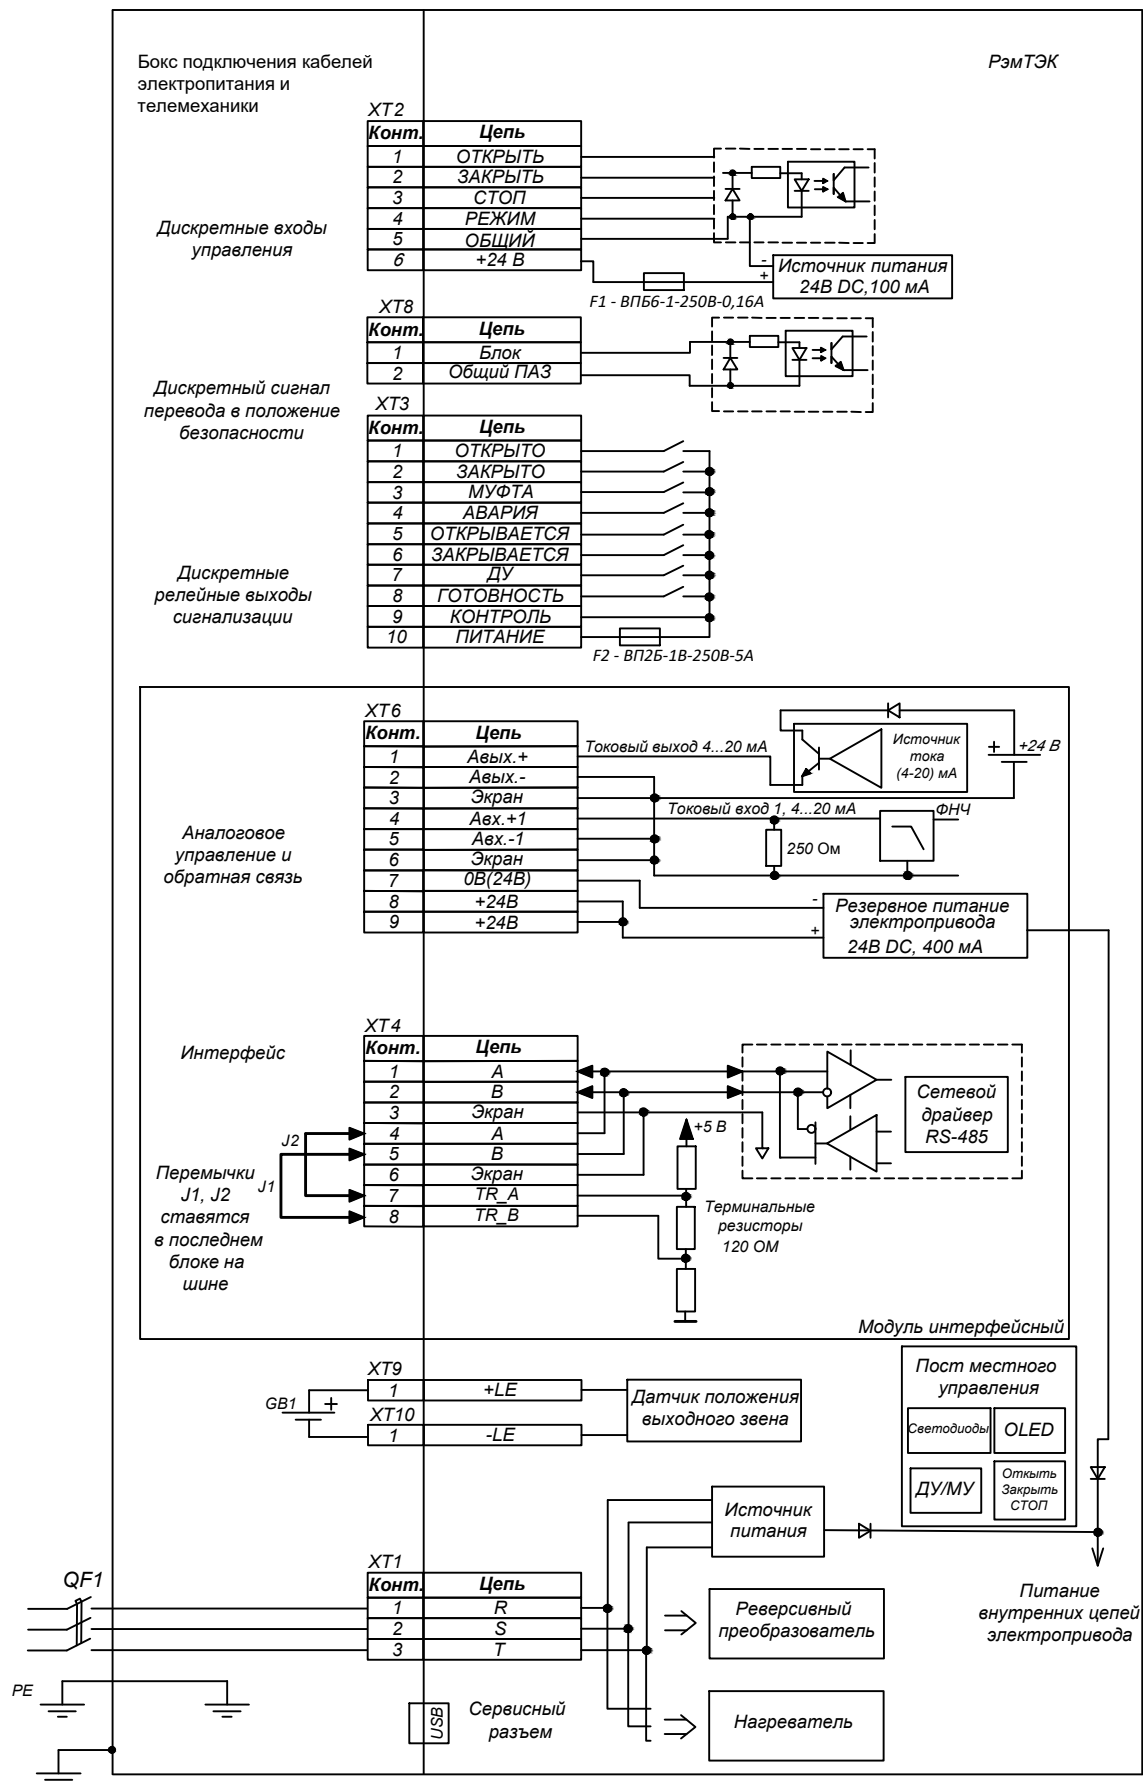 Бокс подключения кабелей
электропитания и
телемеханики
РэмТЭК
XT2
Конт. Цепь
1 ОТКРЫТЬ
2 ЗАКРЫТЬ
3 СТОП
4 РЕЖИМ
5 ОБЩИЙ
6 +24 В
Дискретные входы
управления
- Источник питания
+ 24В DC,100 мА
F1 - ВПБ6-1-250В-0,16А
XT8
Конт. Цепь
1 Блок
2 Общий ПАЗ
Дискретный сигнал
перевода в положение
безопасности
XT3
Конт. Цепь
1 ОТКРЫТО
2 ЗАКРЫТО
3 МУФТА
4 АВАРИЯ
5 ОТКРЫВАЕТСЯ
6 ЗАКРЫВАЕТСЯ
7 ДУ
8 ГОТОВНОСТЬ
9 КОНТРОЛЬ
10 ПИТАНИЕ
Дискретные
релейные выходы
сигнализации
F2 - ВП2Б-1В-250В-5А
XT6
Конт. Цепь
1 Авых.+
2 Авых.-
3 Экран
4 Авх.+1
5 Авх.-1
6 Экран
7 0В(24В)
8 +24В
9 +24В
Аналоговое
управление и
обратная связь
Токовый выход 4...20 мА
Источник
тока
(4-20) мА
+ +24 В
Токовый вход 1, 4...20 мА
ФНЧ
250 Ом
- Резервное питание
электропривода
+ 24В DC, 400 мА
XT4
Конт. Цепь
1 A
2 B
3 Экран
4 A
5 B
6 Экран
7 TR_A
8 TR_B
Интерфейс
J2
J1
Перемычки
J1, J2
ставятся
в последнем
блоке на
шине
+5 В
Терминальные
резисторы
120 ОМ
Сетевой
драйвер
RS-485
Модуль интерфейсный
XT9
1 +LE
XT10
1 -LE
GB1 +
Датчик положения
выходного звена
Пост местного
управления
Светодиоды OLED
ДУ/МУ
Откыть
Закрыть
СТОП
Источник
питания
XT1
Конт. Цепь
1 R
2 S
3 T
QF1
Реверсивный
преобразователь
Питание
внутренних цепей
электропривода
PE
USB
Сервисный
разъем
Нагреватель